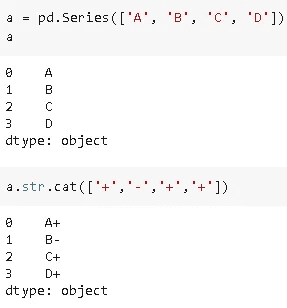 a = pd.Series(['A', 'B', 'C', 'D'])
a
0    A
1    B
2    C
3    D
dtype: object
a.str.cat(['+','-','+','+'])
0    A+
1    B-
2    C+
3    D+
dtype: object